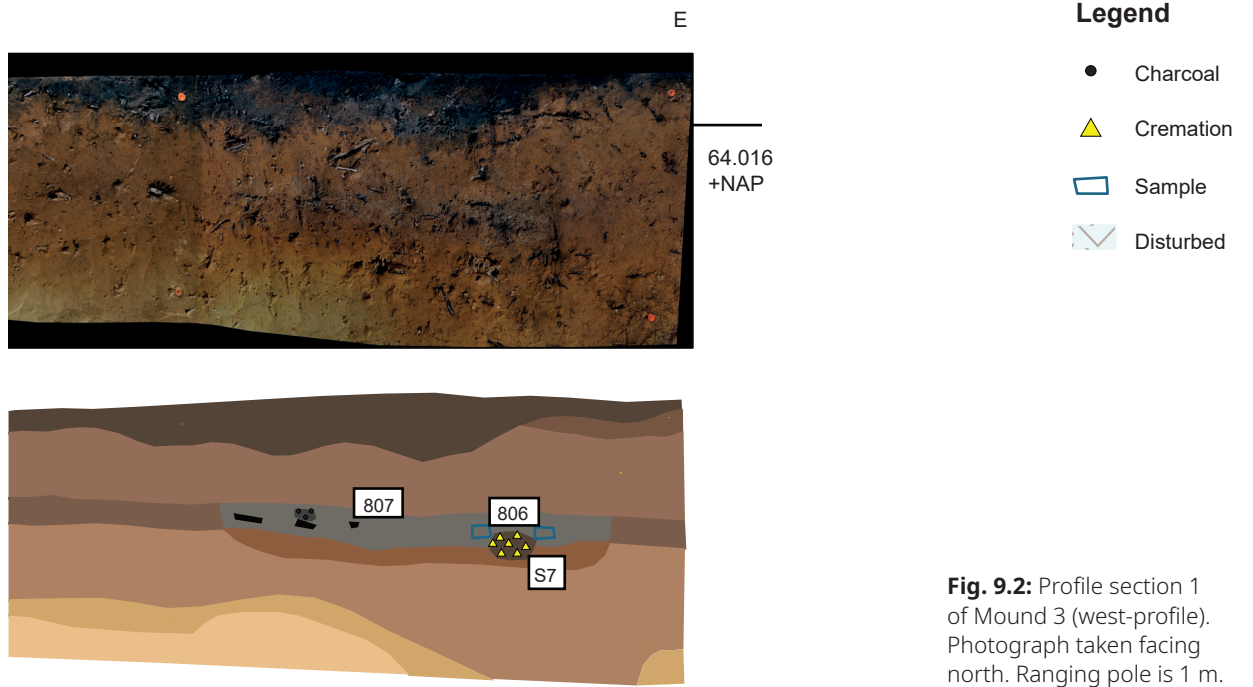 E
64.016
+NAP
Legend
Charcoal
Cremation
Sample
Disturbed
807
806
S7
Fig. 9.2: Profile section 1
of Mound 3 (west-profile).
Photograph taken facing
north. Ranging pole is 1 m.